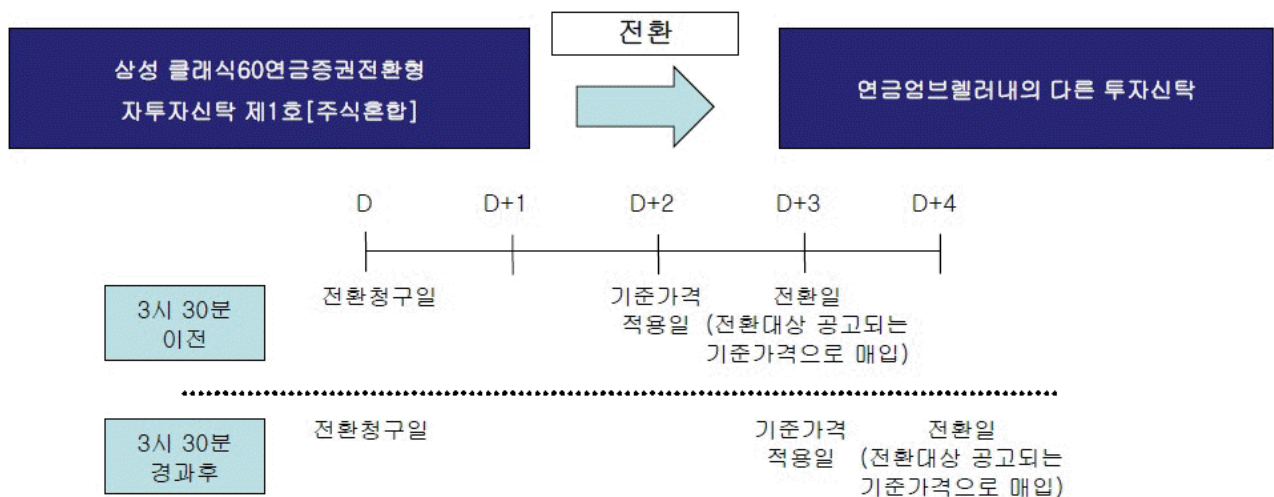 전환
삼성 클래식60연금증권전환형
자투자신탁 제1호[주식혼합]
연금엄브렐러내의 다른 투자신탁
D D+1 D+2 D+3 D+4
3시 30분
이전
전환청구일
기준가격
적용일
전환일
(전환대상 공고되는
기준가격으로 매입)
3시 30분
경과후
전환청구일
기준가격
적용일
전환일
(전환대상 공고되는
기준가격으로 매입)